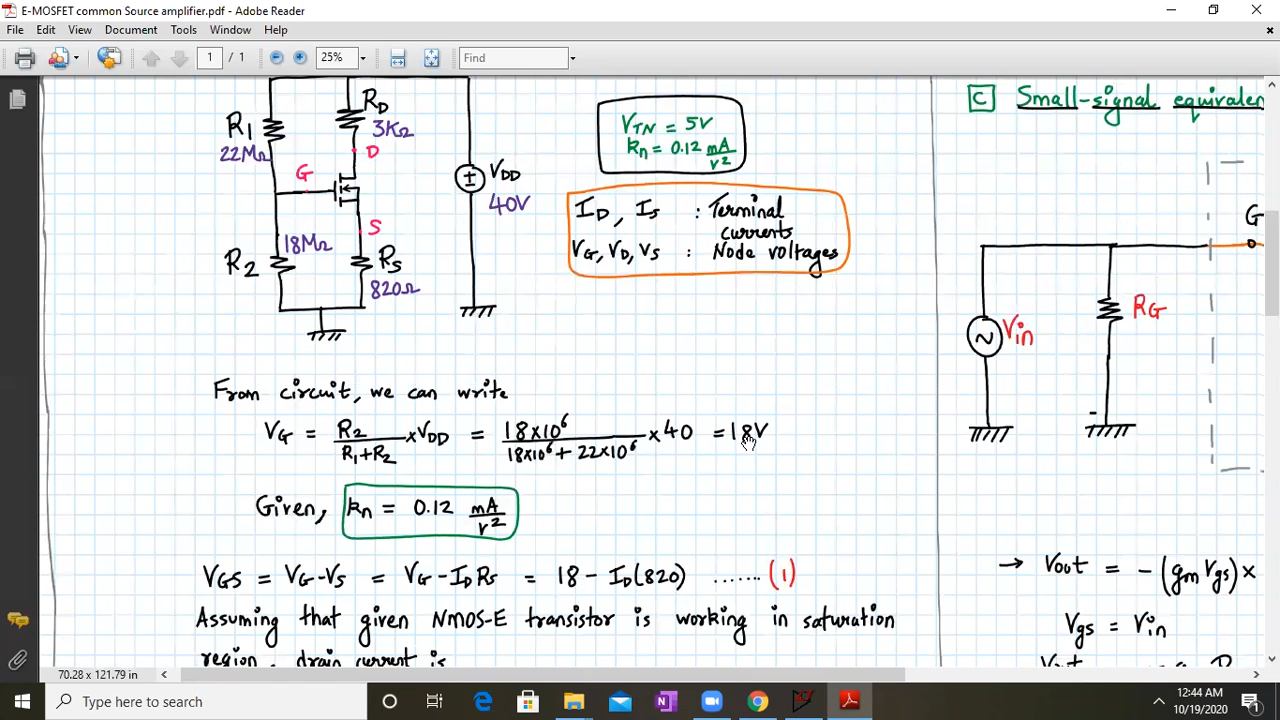 E-MOSFET common Source amplifier.pdf - Adobe Reader
File Edit View Document Tools Window Help
1 / 1 25% Find
R1
22MΩ
RD
3KΩ
D
G
S
R2
18MΩ
RS
820Ω
VDD
40V
VTN = 5V
kn = 0.12 mA/V²
ID, IS : Terminal currents
VG, VD, VS : Node voltages
From circuit, we can write
VG = R2/(R1+R2) x VDD = 18x10⁶/(18x10⁶ + 22x10⁶) x 40 = 18V
Given, kn = 0.12 mA/V²
VGS = VG-VS = VG-IDRS = 18 - ID(820) ...... (1)
Assuming that given NMOS-E transistor is working in saturation
region, drain current is
C Small-signal equivalen
G
Vin
RG
-
→ Vout = -(gmVgs)x
Vgs = Vin
70.28 x 121.79 in
Type here to search
12:44 AM
10/19/2020